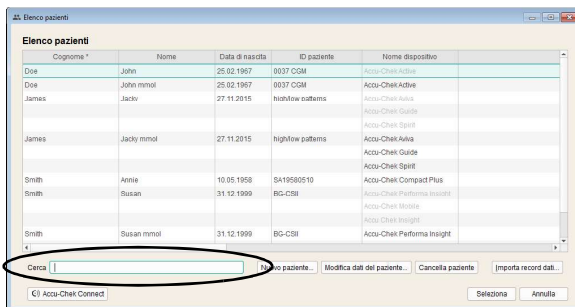 Elenco pazienti
Elenco pazienti
Cognome * Nome Data di nascita ID paziente Nome dispositivo
Doe John 25.02.1967 0037 CGM Accu-Chek Active
Doe John mmol 25.02.1967 0037 CGM Accu-Chek Active
James Jacky 27.11.2015 high/low patterns Accu-Chek Aviva
Accu-Chek Guide
Accu-Chek Spirit
James Jacky mmol 27.11.2015 high/low patterns Accu-Chek Aviva
Accu-Chek Guide
Accu-Chek Spirit
Smith Annie 10.05.1958 SA19580510 Accu-Chek Compact Plus
Smith Susan 31.12.1999 BG-CSII Accu-Chek Performa Insight
Accu-Chek Mobile
Accu-Chek Insight
Smith Susan mmol 31.12.1999 BG-CSII Accu-Chek Performa Insight
Cerca Nuovo paziente... Modifica dati del paziente... Cancella paziente Importa record dati...
Accu-Chek Connect Seleziona Annulla